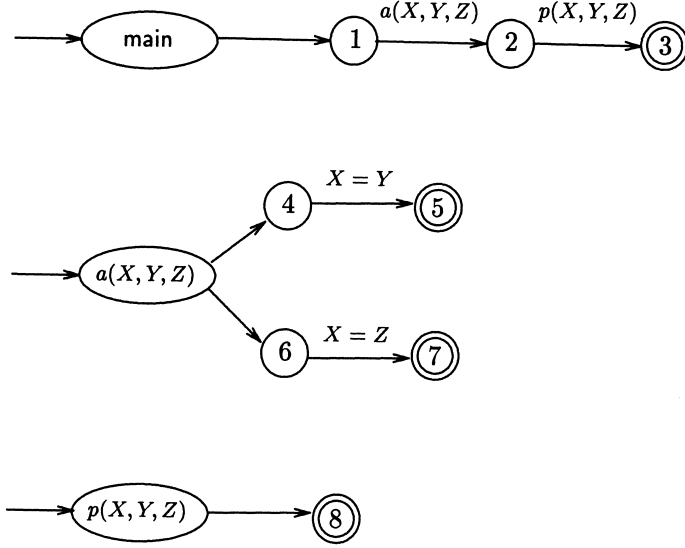 a(X, Y, Z) p(X, Y, Z)
main 1 2 3
X = Y
4 5
a(X, Y, Z)
X = Z
6 7
p(X, Y, Z) 8